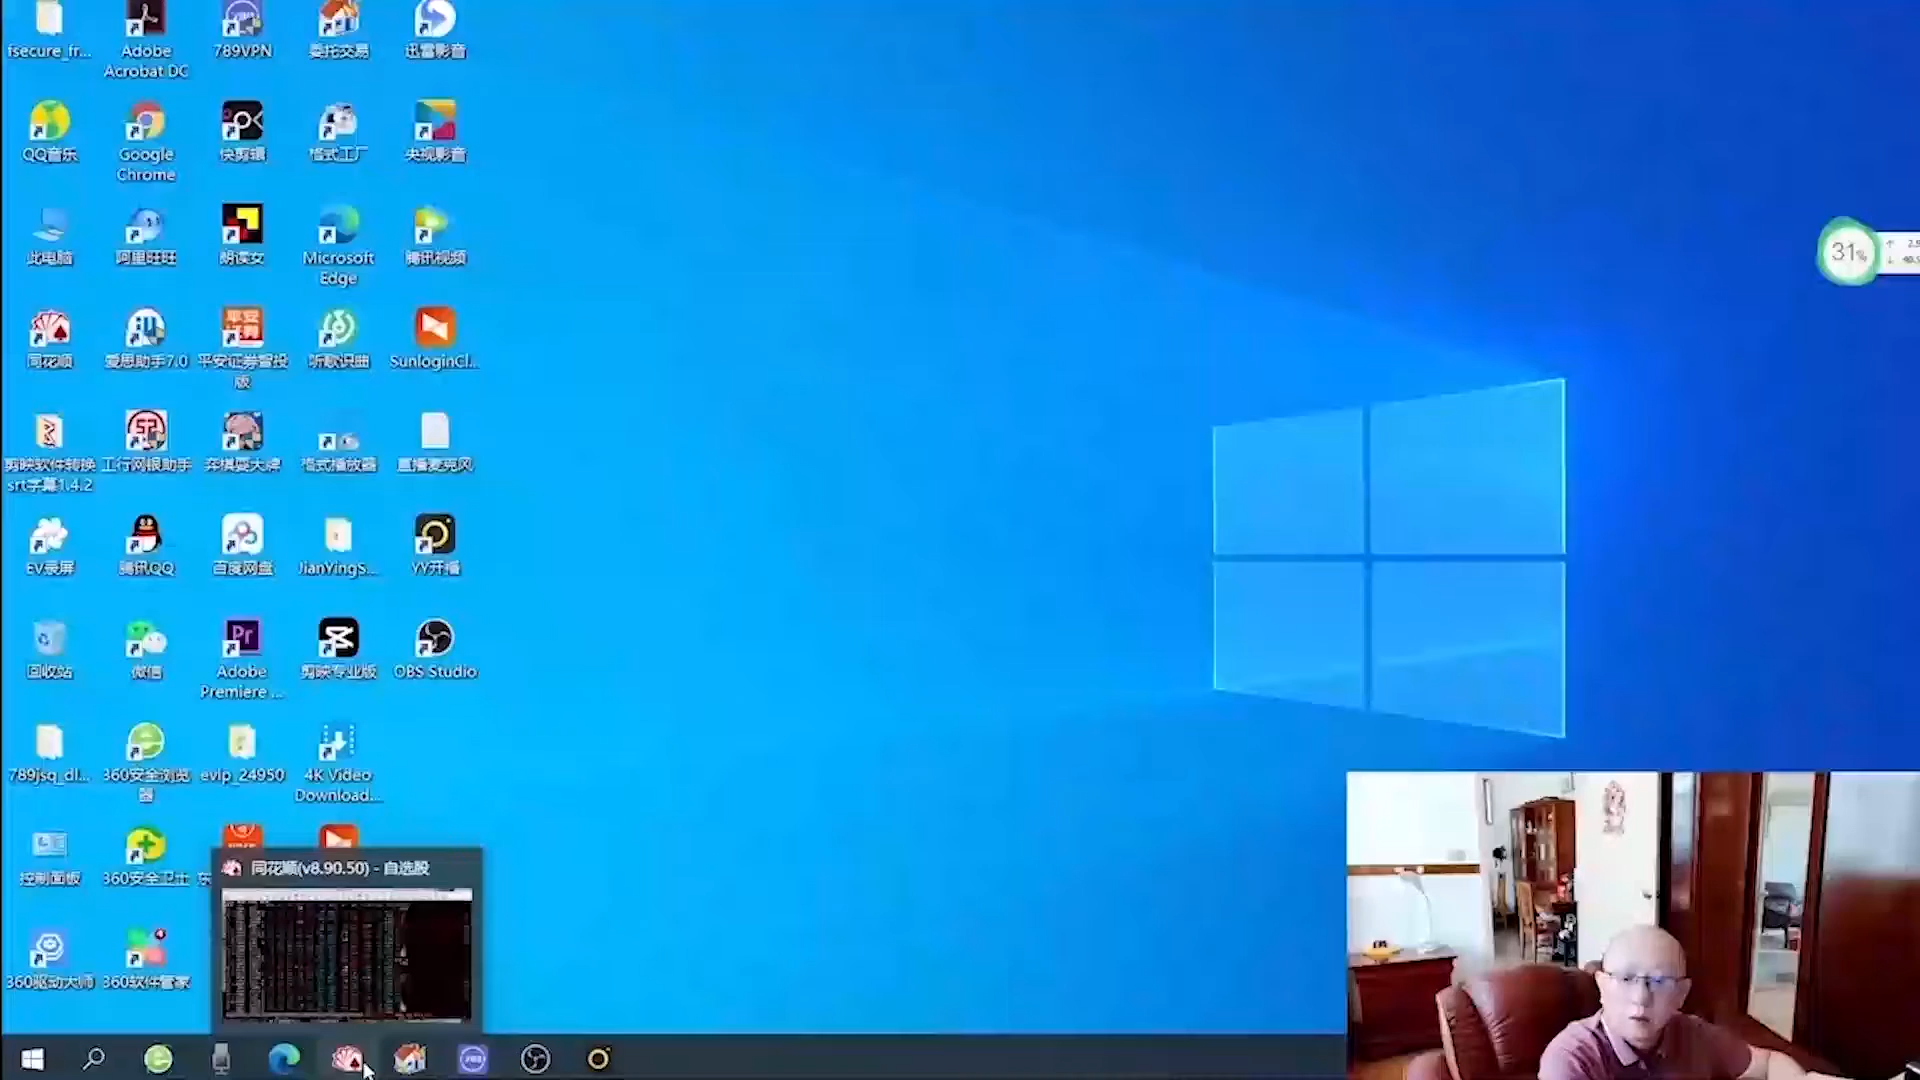 fsecure_fr...
Adobe
Acrobat DC
789VPN
委托交易
迅雷影音
QQ音乐
Google
Chrome
快剪辑
格式工厂
央视影音
此电脑
阿里旺旺
朗读女
Microsoft
Edge
腾讯视频
31%
同花顺
爱思助手7.0
平安证券智投
版
听歌识曲
SunloginCl...
剪映软件转换
srt字幕1.4.2
工行网银助手
弈棋耍大牌
格式播放器
直播麦克风
EV录屏
腾讯QQ
百度网盘
JianYingS...
YY开播
回收站
微信
Pr
Adobe
Premiere ...
剪映专业版
OBS Studio
789jsq_dl...
360安全浏览
器
evip_24950
4K Video
Download...
控制面板
360安全卫士
东
同花顺(v8.90.50) - 自选股
360驱动大师
360软件管家